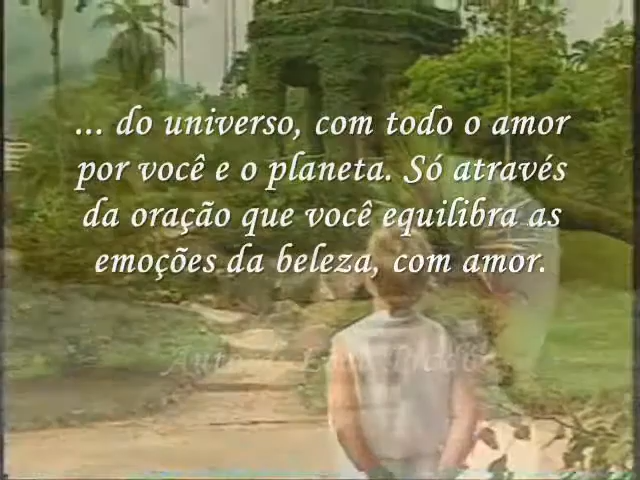 ... do universo, com todo o amor
por você e o planeta. Só através
da oração que você equilibra as
emoções da beleza, com amor.